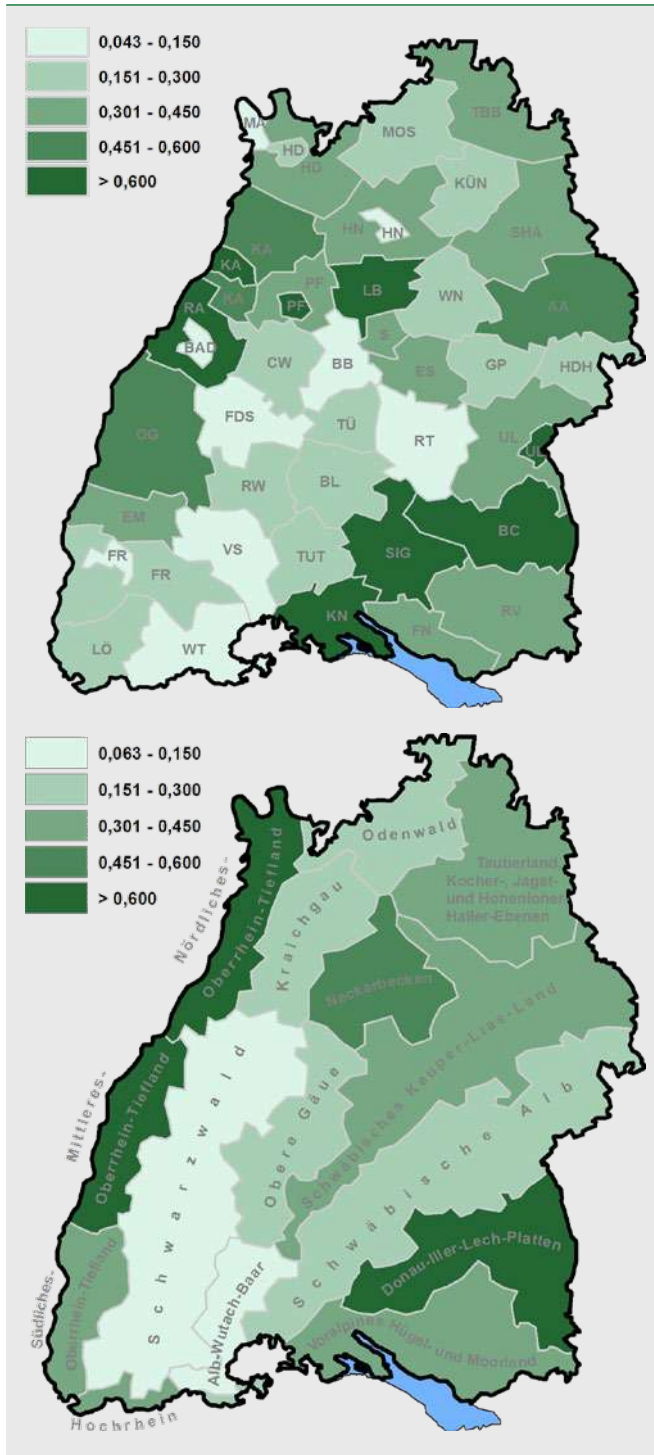 0,043 - 0,150
0,151 - 0,300
0,301 - 0,450
0,451 - 0,600
> 0,600
MA
HD
HD
MOS
TBB
KÜN
HN
HN
SHA
KA
KA
KA
PF
PF
LB
WN
AA
RA
BAD
CW
BB
S
ES
GP
HDH
FDS
TÜ
RT
UL
UL
OG
RW
BL
EM
VS
TUT
SIG
BC
FR
FR
KN
FN
RV
LÖ
WT
0,063 - 0,150
0,151 - 0,300
0,301 - 0,450
0,451 - 0,600
> 0,600
Odenwald
Tauberland,
Kocher-, Jagst-
und Hohenloher-
Haller-Ebenen
Nördliches-
Oberrhein-Tiefland
Kraichgau
Neckarbecken
Schwäbisches Keuper-Lias-Land
Mittleres-
Oberrhein-Tiefland
Schwarzwald
Obere Gäue
Schwäbische Alb
Donau-Iller-Lech-Platten
Südliches-
Oberrhein-Tiefland
Alb-Wutach-Baar
Voralpines Hügel- und Moorland
Hochrhein